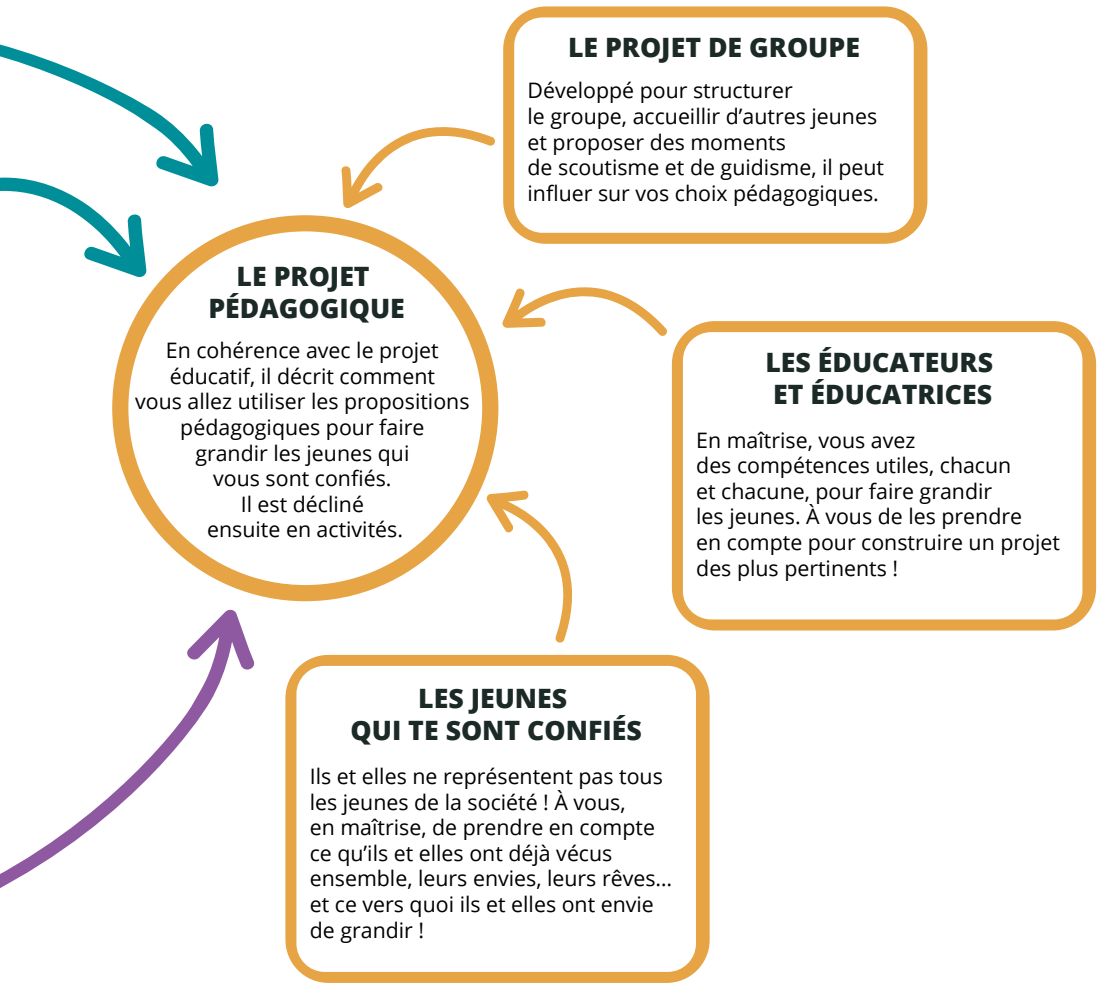 LE PROJET DE GROUPE
Développé pour structurer
le groupe, accueillir d’autres jeunes
et proposer des moments
de scoutisme et de guidisme, il peut
influer sur vos choix pédagogiques.
LE PROJET
PÉDAGOGIQUE
En cohérence avec le projet
éducatif, il décrit comment
vous allez utiliser les propositions
pédagogiques pour faire
grandir les jeunes qui
vous sont confiés.
Il est décliné
ensuite en activités.
LES ÉDUCATEURS
ET ÉDUCATRICES
En maîtrise, vous avez
des compétences utiles, chacun
et chacune, pour faire grandir
les jeunes. À vous de les prendre
en compte pour construire un projet
des plus pertinents !
LES JEUNES
QUI TE SONT CONFIÉS
Ils et elles ne représentent pas tous
les jeunes de la société ! À vous,
en maîtrise, de prendre en compte
ce qu’ils et elles ont déjà vécus
ensemble, leurs envies, leurs rêves...
et ce vers quoi ils et elles ont envie
de grandir !